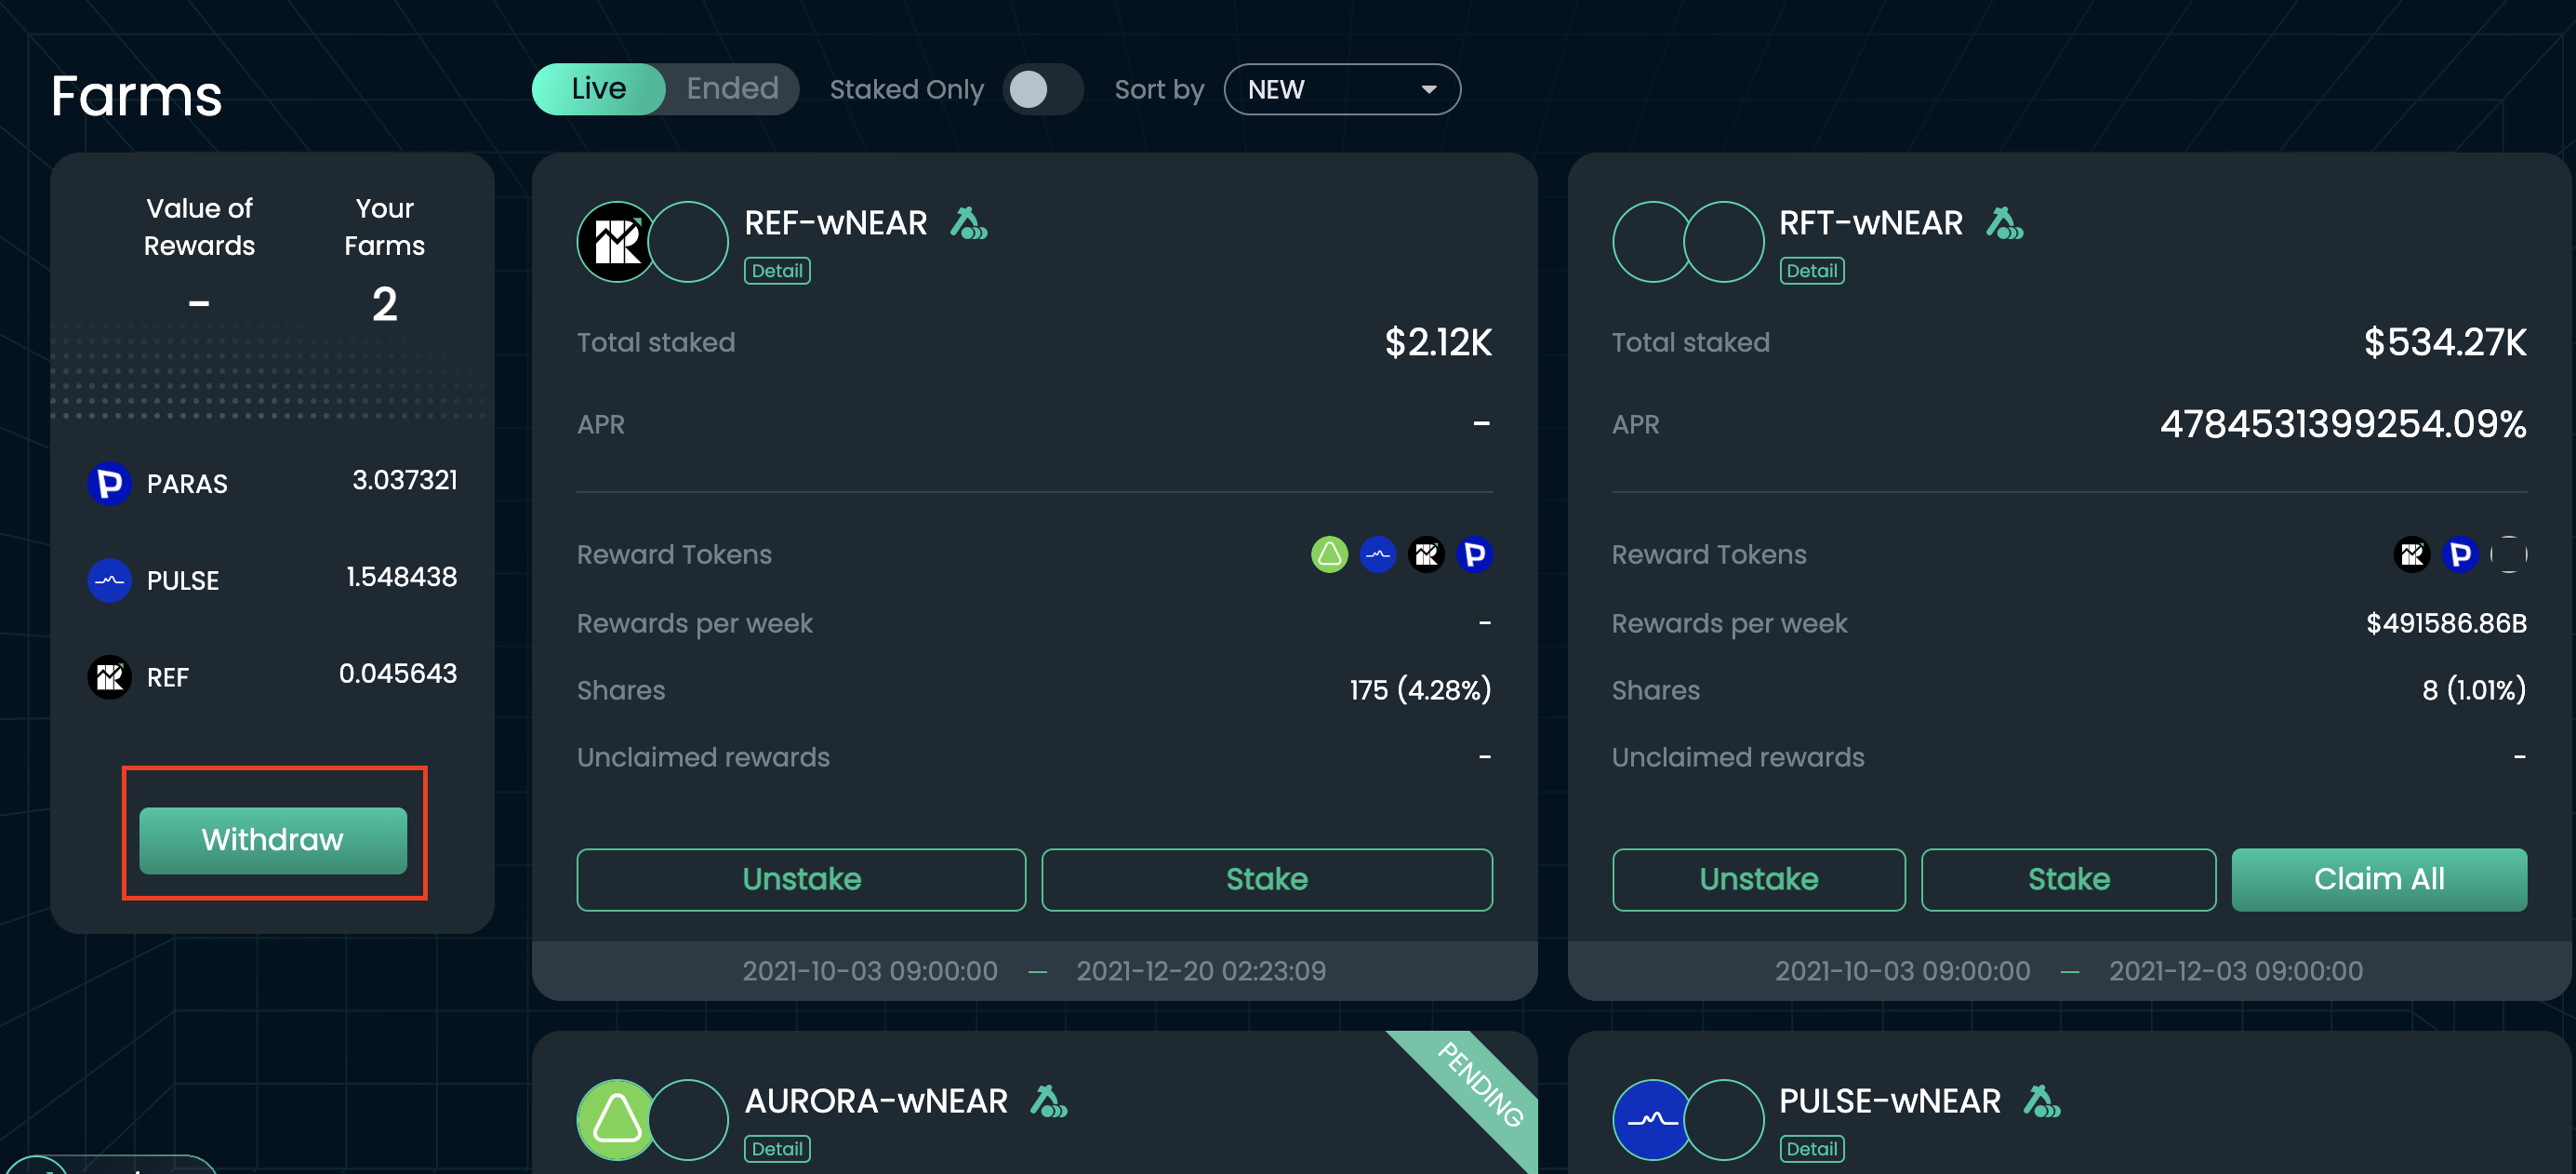 Farms
Live
Ended
Staked Only
Sort by
NEW
Value of
Rewards
-
Your
Farms
2
PARAS 3.037321
PULSE 1.548438
REF 0.045643
Withdraw
REF-wNEAR
Detail
Total staked $2.12K
APR -
Reward Tokens
Rewards per week -
Shares 175 (4.28%)
Unclaimed rewards -
Unstake
Stake
2021-10-03 09:00:00 — 2021-12-20 02:23:09
RFT-wNEAR
Detail
Total staked $534.27K
APR 4784531399254.09%
Reward Tokens
Rewards per week $491586.86B
Shares 8 (1.01%)
Unclaimed rewards -
Unstake
Stake
Claim All
2021-10-03 09:00:00 — 2021-12-03 09:00:00
AURORA-wNEAR
Detail
PENDING
PULSE-wNEAR
Detail